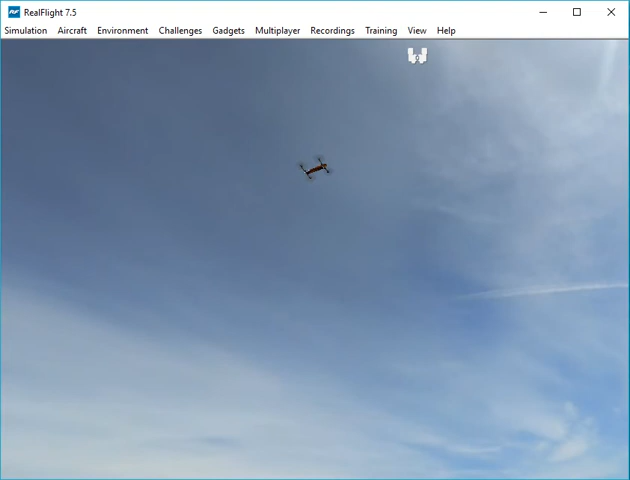 RealFlight 7.5
Simulation Aircraft Environment Challenges Gadgets Multiplayer Recordings Training View Help